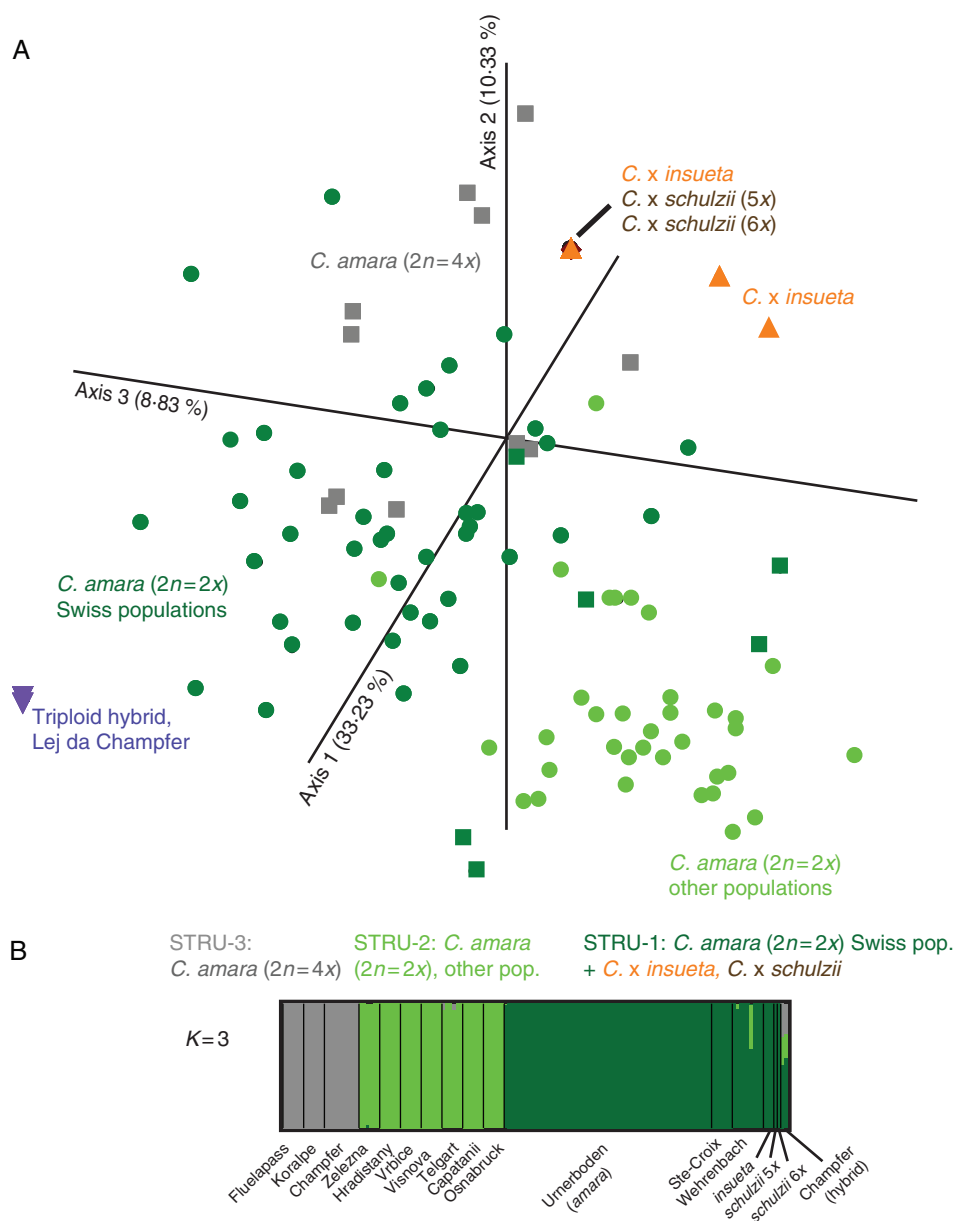 A
Axis 2 (10·33 %)
C. x insueta
C. x schulzii (5x)
C. x schulzii (6x)
C. amara (2n=4x)
C. x insueta
Axis 3 (8·83 %)
C. amara (2n=2x)
Swiss populations
Triploid hybrid,
Lej da Champfer
Axis 1 (33·23 %)
C. amara (2n=2x)
other populations
B
STRU-3:
C. amara (2n=4x)
STRU-2: C. amara
(2n=2x), other pop.
STRU-1: C. amara (2n=2x) Swiss pop.
+ C. x insueta, C. x schulzii
K=3
Fluelapass
Koralpe
Champfer
Zelezna
Hradistany
Vrbice
Visnova
Telgart
Capatanii
Osnabruck
Urnerboden
(amara)
Ste-Croix
Wehrenbach
insueta
schulzii 5x
schulzii 6x
Champfer
(hybrid)